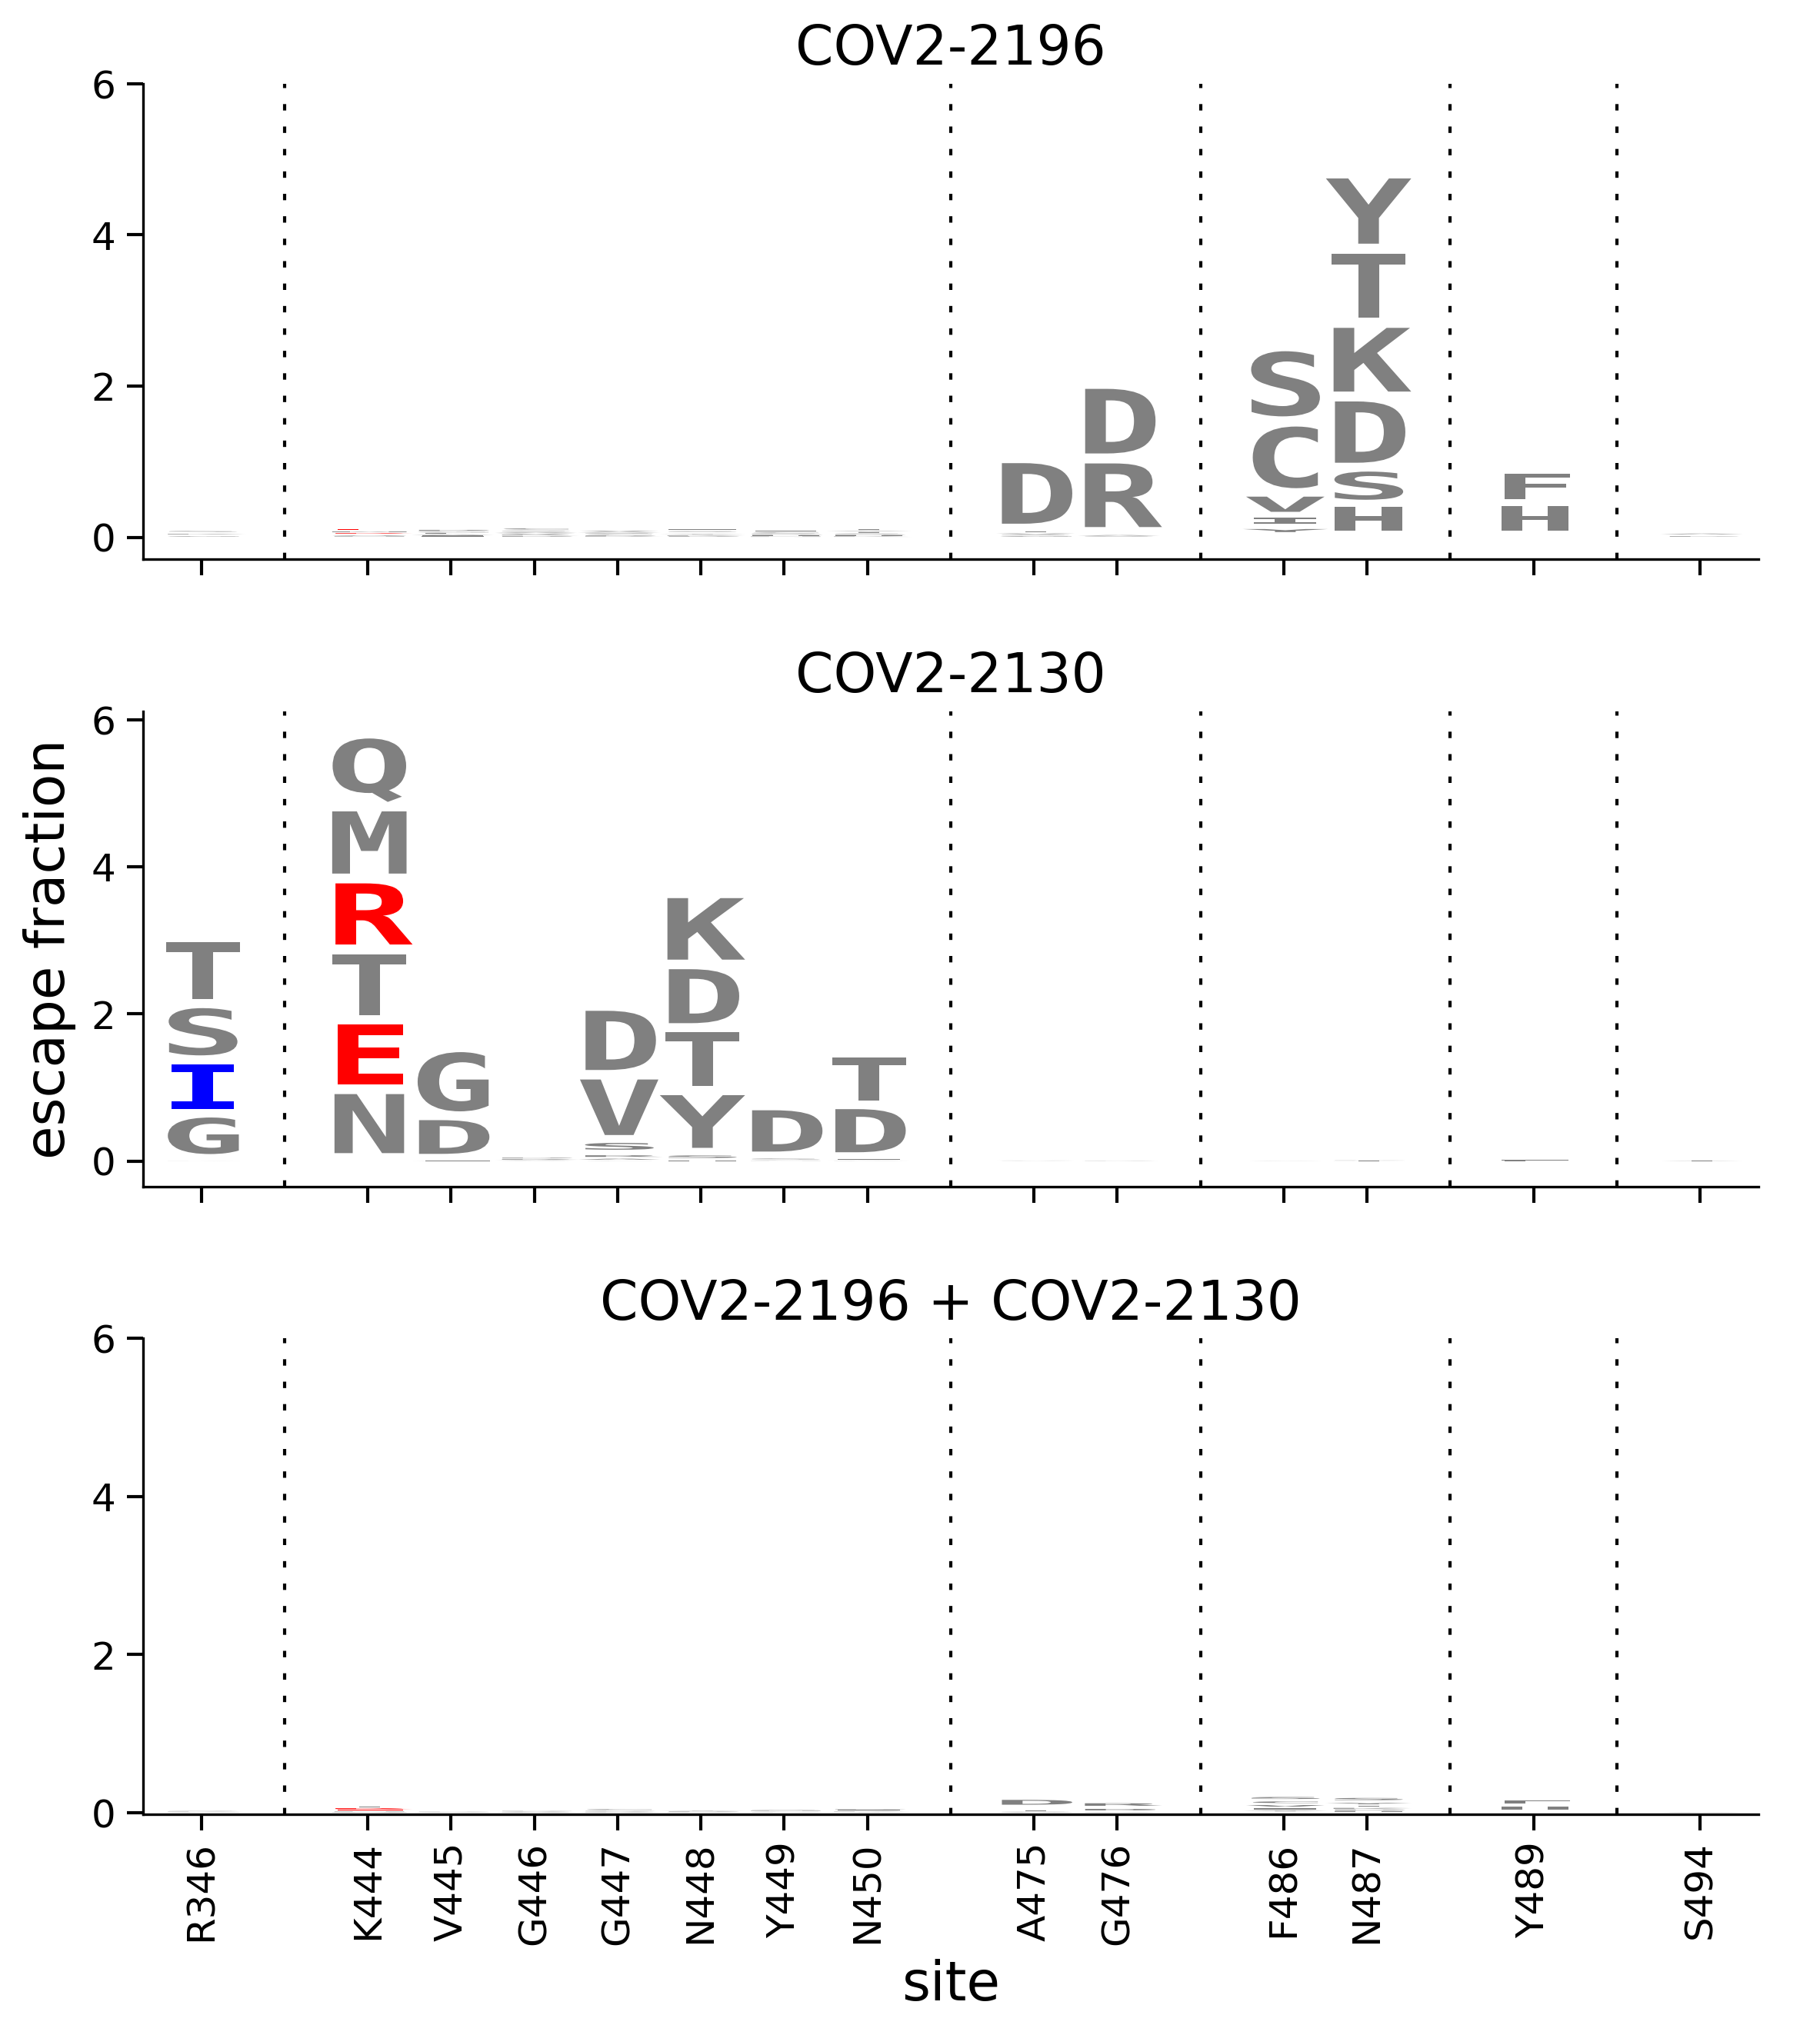 COV2-2196
6
4
2
0
Y
T
K
D
S
H
S
C
V
I
D
D
R
F
H
COV2-2130
6
4
2
0
escape fraction
T
S
I
G
Q
M
R
T
E
N
G
D
D
V
S
K
D
T
Y
D
T
D
COV2-2196 + COV2-2130
6
4
2
0
R346 K444 V445 G446 G447 N448 Y449 N450 A475 G476 F486 N487 Y489 S494
site